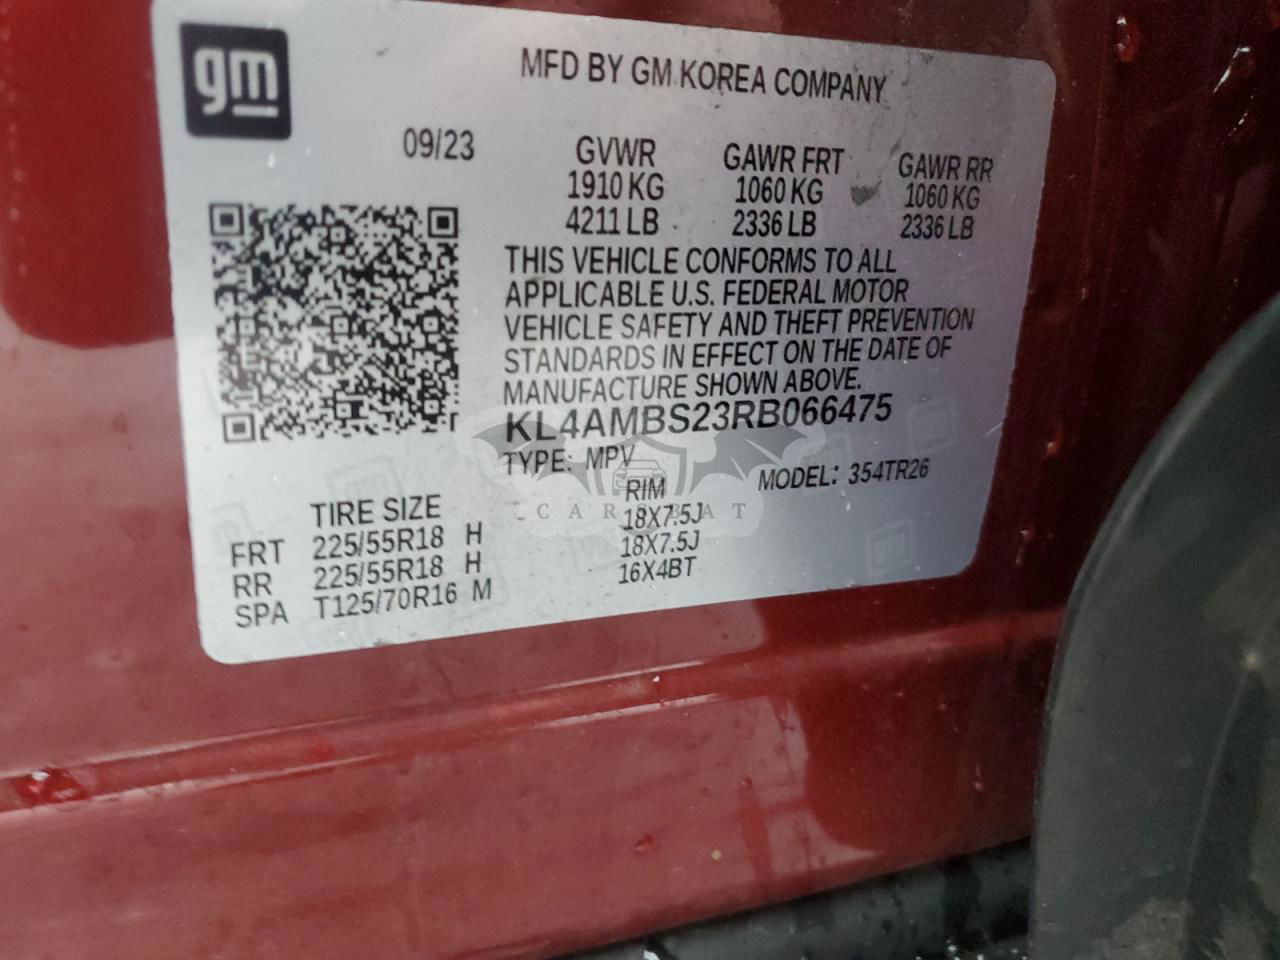 gm
MFD BY GM KOREA COMPANY
09/23
GVWR GAWR FRT GAWR RR
1910 KG 1060 KG 1060 KG
4211 LB 2336 LB 2336 LB
THIS VEHICLE CONFORMS TO ALL
APPLICABLE U.S. FEDERAL MOTOR
VEHICLE SAFETY AND THEFT PREVENTION
STANDARDS IN EFFECT ON THE DATE OF
MANUFACTURE SHOWN ABOVE.
KL4AMBS23RB066475
TYPE: MPV MODEL: 354TR26
CARSBAT
TIRE SIZE RIM
FRT 225/55R18 H 18X7.5J
RR 225/55R18 H 18X7.5J
SPA T125/70R16 M 16X4BT